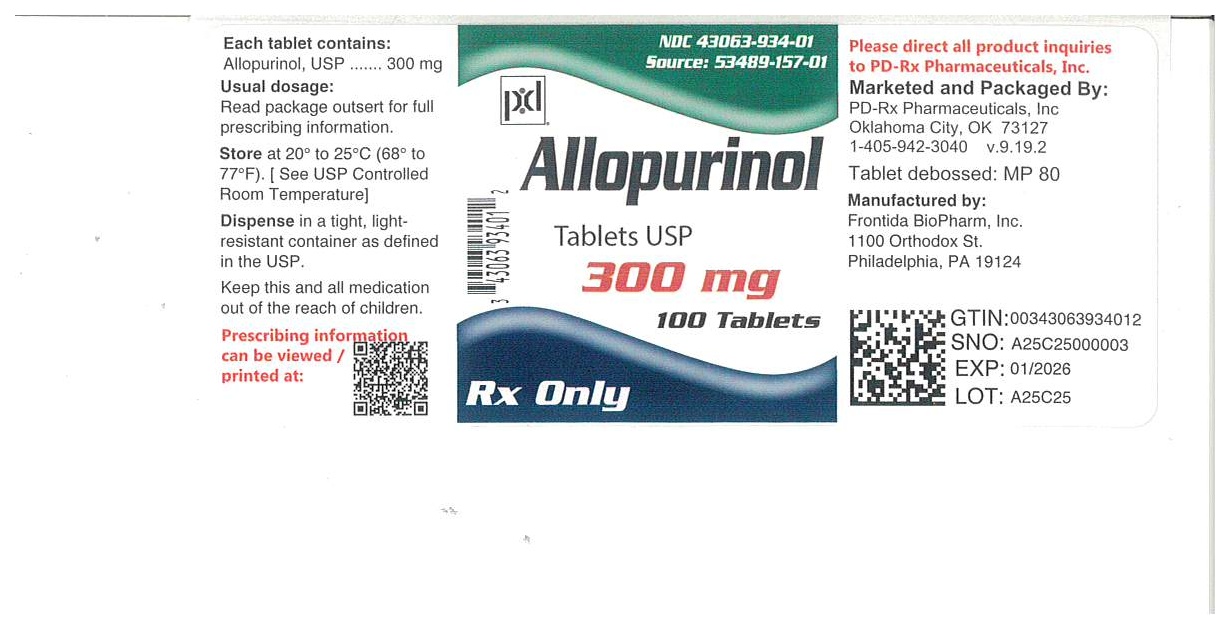 Each tablet contains:
Allopurinol, USP ....... 300 mg
Usual dosage:
Read package outsert for full
prescribing information.
Store at 20° to 25°C (68° to
77°F). [ See USP Controlled
Room Temperature]
Dispense in a tight, light-
resistant container as defined
in the USP.
Keep this and all medication
out of the reach of children.
Prescribing information
can be viewed /
printed at:
NDC 43063-934-01
Source: 53489-157-01
pxd
Allopurinol
Tablets USP
300 mg
100 Tablets
3 43063 93401 2
Rx Only
Please direct all product inquiries
to PD-Rx Pharmaceuticals, Inc.
Marketed and Packaged By:
PD-Rx Pharmaceuticals, Inc
Oklahoma City, OK 73127
1-405-942-3040 v.9.19.2
Tablet debossed: MP 80
Manufactured by:
Frontida BioPharm, Inc.
1100 Orthodox St.
Philadelphia, PA 19124
GTIN: 00343063934012
SNO: A25C25000003
EXP: 01/2026
LOT: A25C25